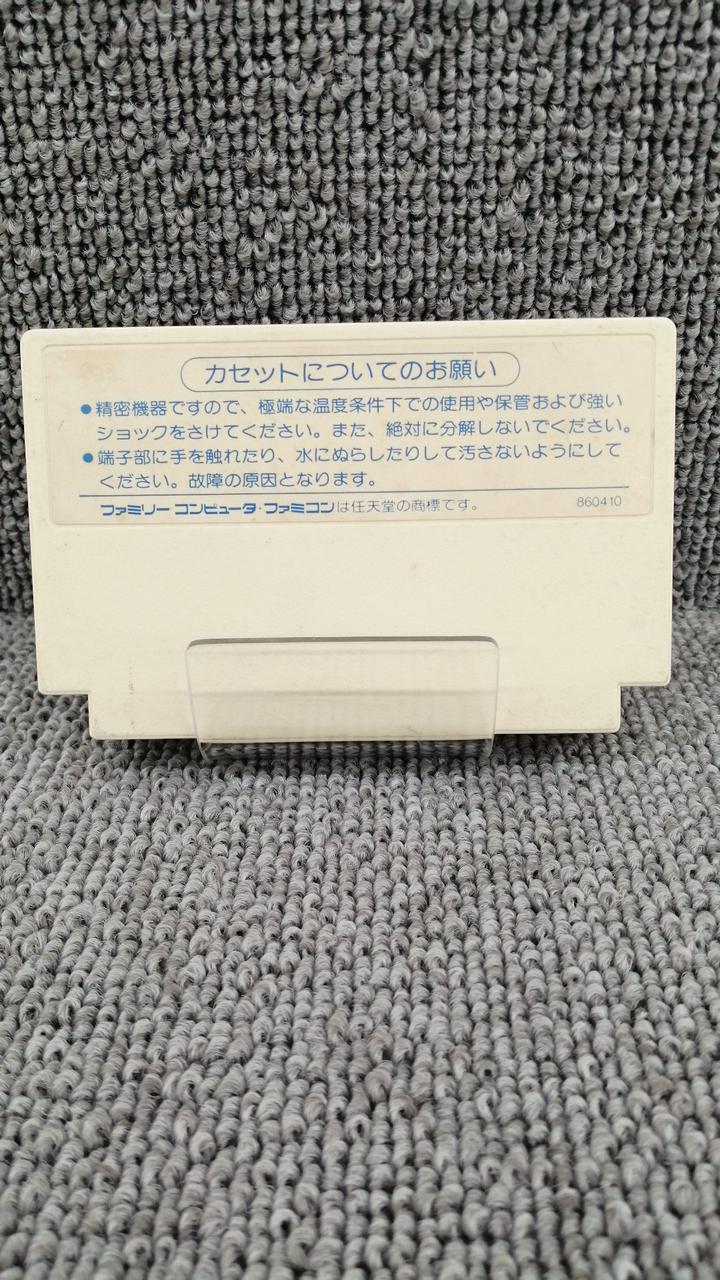 カセットについてのお願い
●精密機器ですので、極端な温度条件下での使用や保管および強い
ショックをさけてください。また、絶対に分解しないでください。
●端子部に手を触れたり、水にぬらしたりして汚さないようにして
ください。故障の原因となります。
ファミリー コンピュータ・ファミコンは任天堂の商標です。 860410